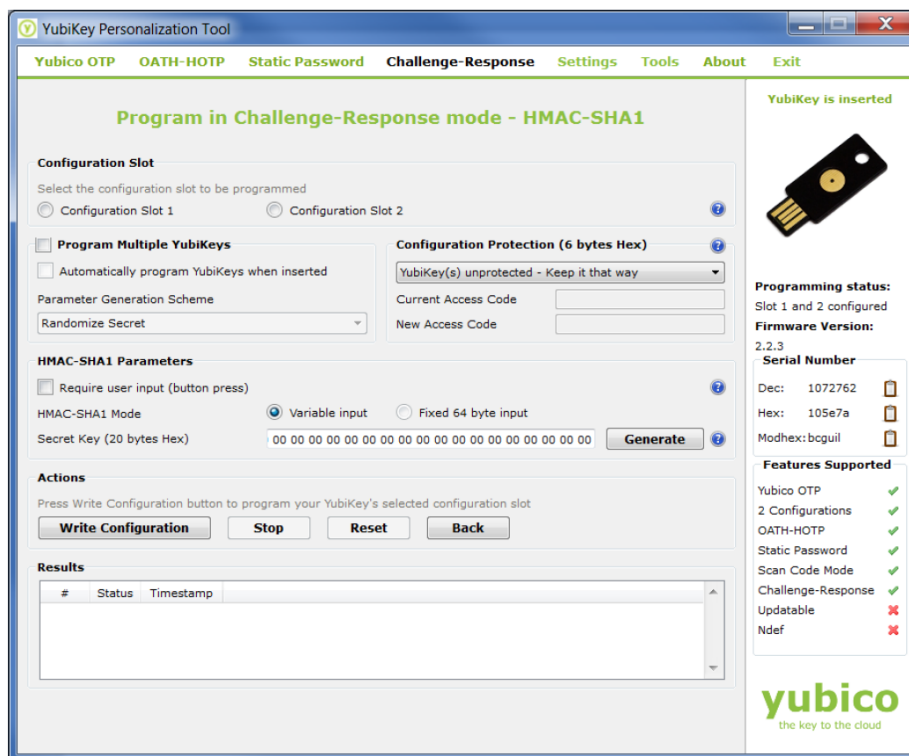 YubiKey Personalization Tool
Yubico OTP OATH-HOTP Static Password Challenge-Response Settings Tools About Exit
Program in Challenge-Response mode - HMAC-SHA1
Configuration Slot
Select the configuration slot to be programmed
Configuration Slot 1 Configuration Slot 2
Program Multiple YubiKeys
Automatically program YubiKeys when inserted
Parameter Generation Scheme
Randomize Secret
Configuration Protection (6 bytes Hex)
YubiKey(s) unprotected - Keep it that way
Current Access Code
New Access Code
HMAC-SHA1 Parameters
Require user input (button press)
HMAC-SHA1 Mode Variable input Fixed 64 byte input
Secret Key (20 bytes Hex) 00 00 00 00 00 00 00 00 00 00 00 00 00 00 00 00 00 00 Generate
Actions
Press Write Configuration button to program your YubiKey's selected configuration slot
Write Configuration Stop Reset Back
Results
# Status Timestamp
YubiKey is inserted
Programming status:
Slot 1 and 2 configured
Firmware Version:
2.2.3
Serial Number
Dec: 1072762
Hex: 105e7a
Modhex: bcguil
Features Supported
Yubico OTP
2 Configurations
OATH-HOTP
Static Password
Scan Code Mode
Challenge-Response
Updatable
Ndef
yubico
the key to the cloud